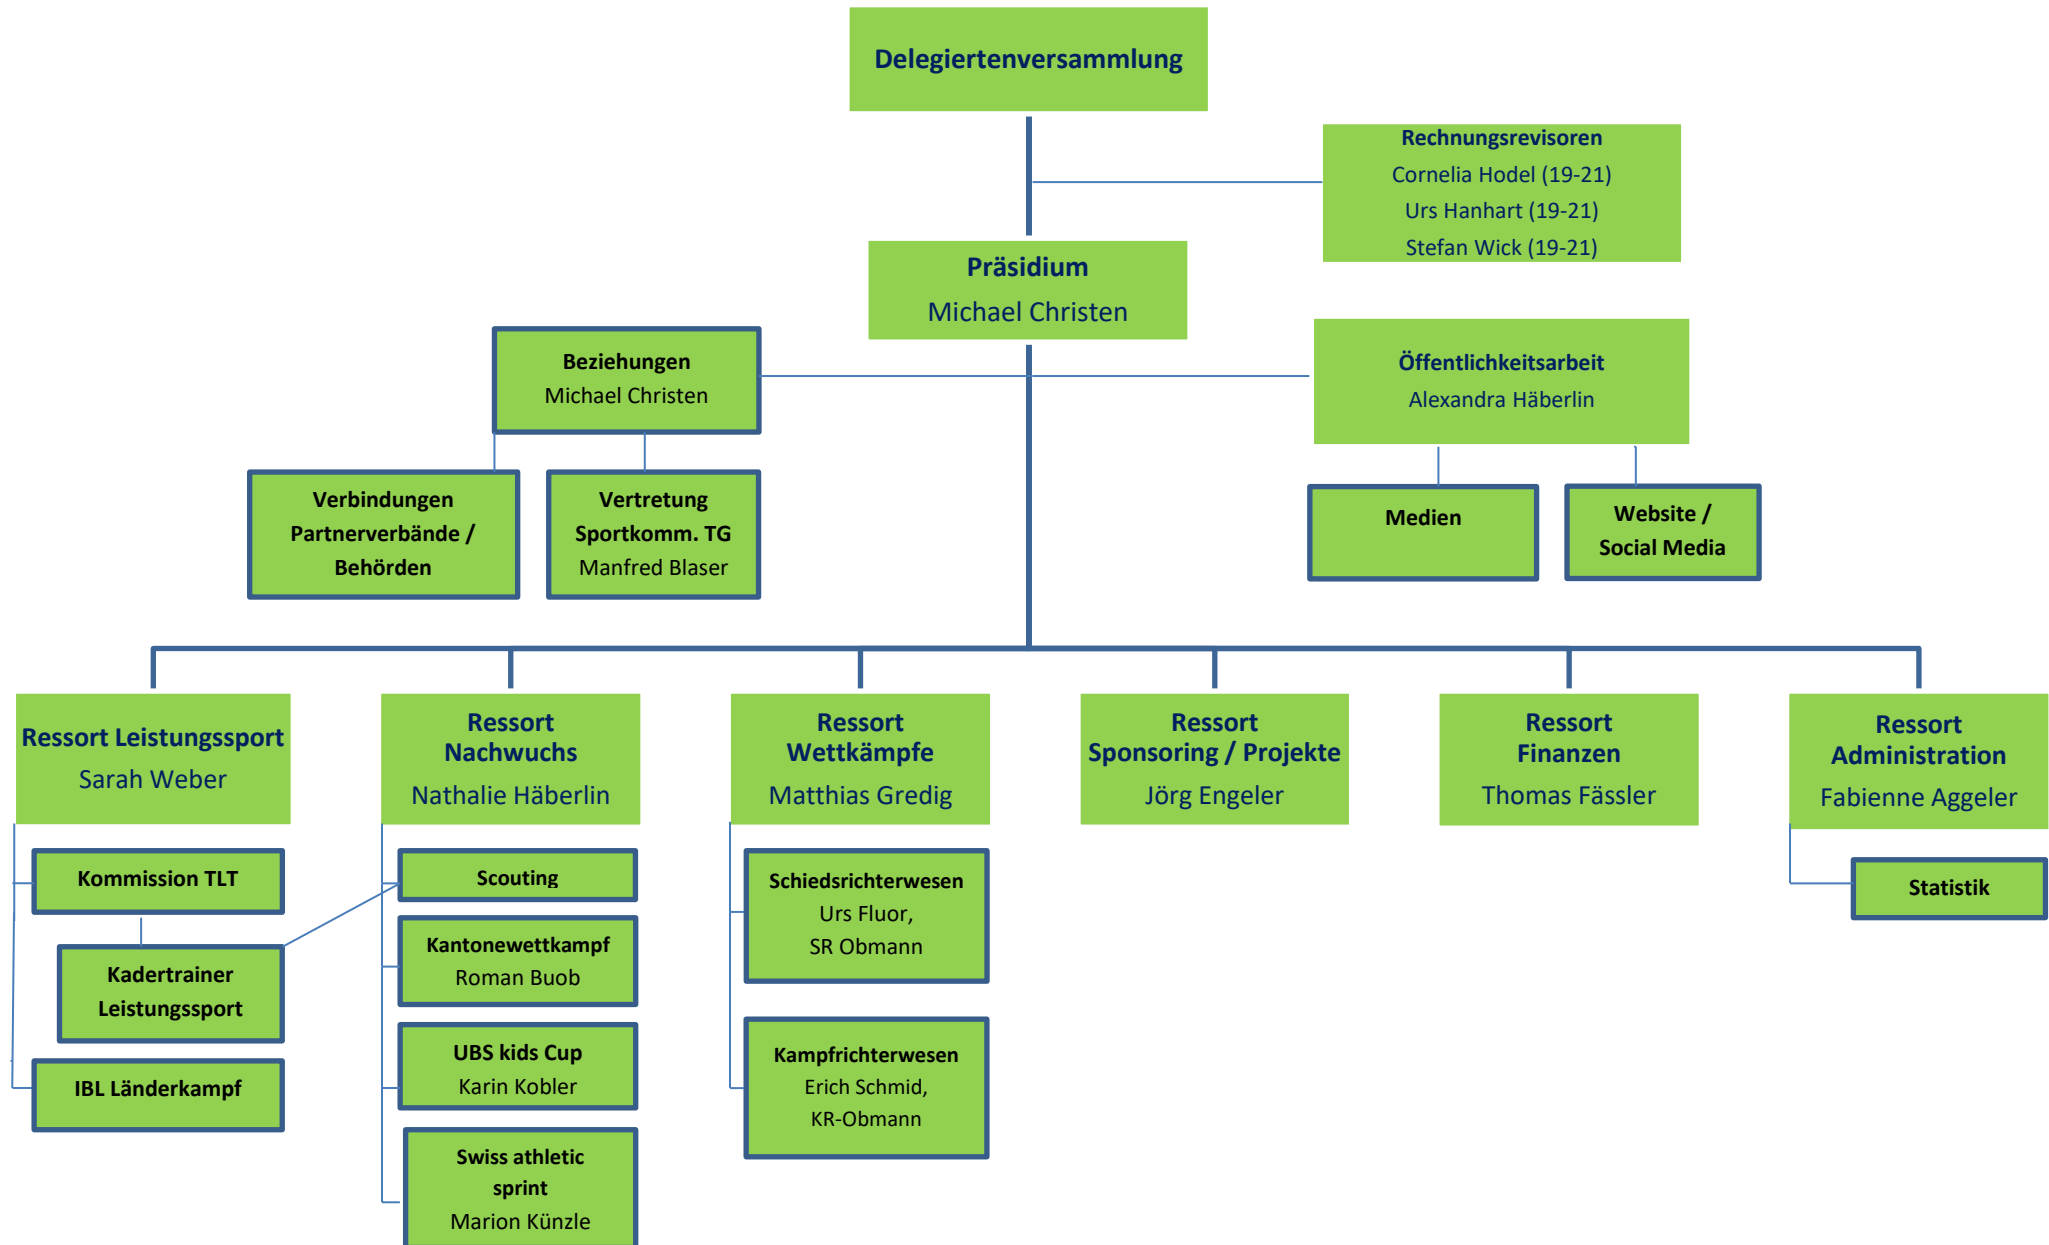 Delegiertenversammlung
Rechnungsrevisoren
Cornelia Hodel (19-21)
Urs Hanhart (19-21)
Stefan Wick (19-21)
Präsidium
Michael Christen
Beziehungen
Michael Christen
Öffentlichkeitsarbeit
Alexandra Häberlin
Verbindungen
Partnerverbände /
Behörden
Vertretung
Sportkomm. TG
Manfred Blaser
Medien
Website /
Social Media
Ressort Leistungssport
Sarah Weber
Ressort
Nachwuchs
Nathalie Häberlin
Ressort
Wettkämpfe
Matthias Gredig
Ressort
Sponsoring / Projekte
Jörg Engeler
Ressort
Finanzen
Thomas Fässler
Ressort
Administration
Fabienne Aggeler
Kommission TLT
Kadertrainer
Leistungssport
IBL Länderkampf
Scouting
Kantonewettkampf
Roman Buob
UBS kids Cup
Karin Kobler
Swiss athletic
sprint
Marion Künzle
Schiedsrichterwesen
Urs Fluor,
SR Obmann
Kampfrichterwesen
Erich Schmid,
KR-Obmann
Statistik